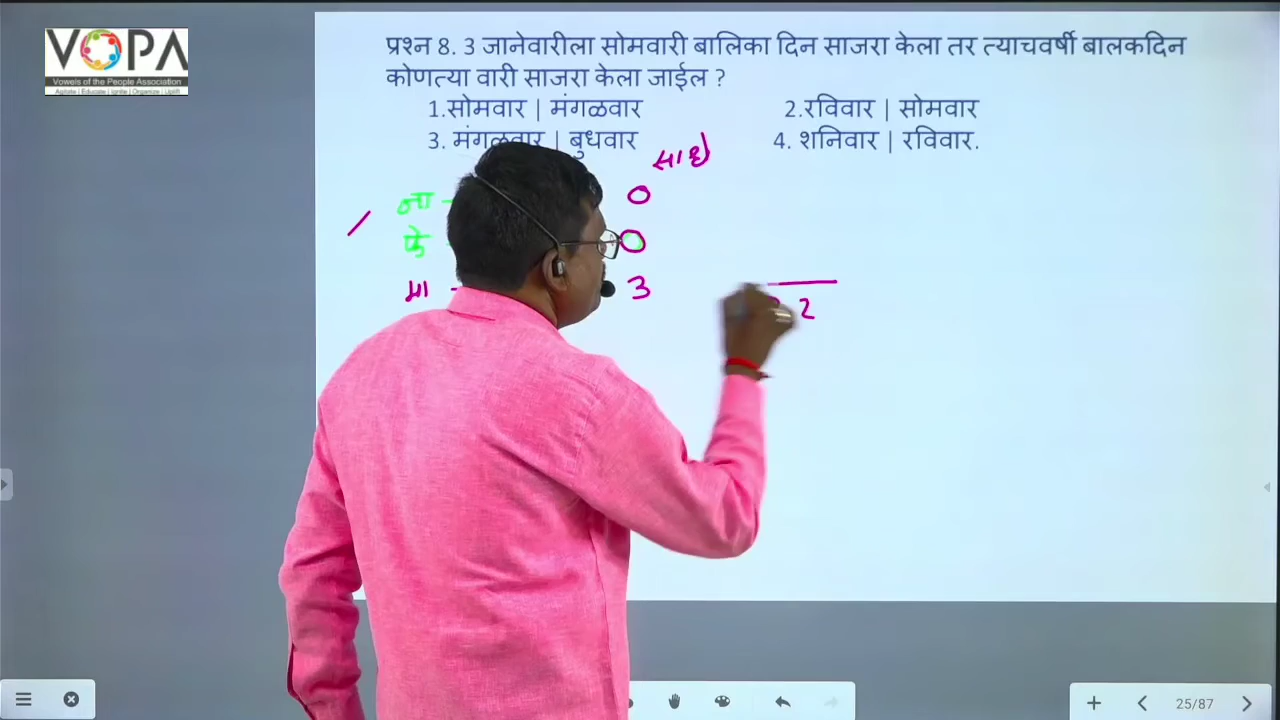 VOPA
Vowels of the People Association
Agitate | Educate | Ignite | Organize | Uplift
प्रश्न 8. 3 जानेवारीला सोमवारी बालिका दिन साजरा केला तर त्याचवर्षी बालकदिन
कोणत्या वारी साजरा केला जाईल ?
1.सोमवार | मंगळवार 2.रविवार | सोमवार
3. मंगळवार | बुधवार 4. शनिवार | रविवार.
जा 0
फे 0
मा 3
2
25/87